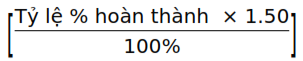 [Tỷ lệ % hoàn thành × 1.50
100%]